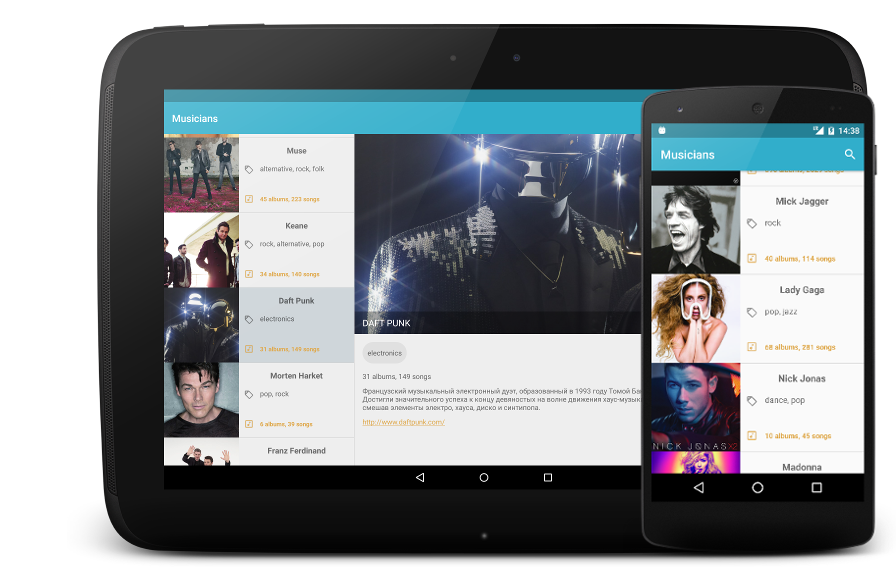 Musicians
Muse
alternative, rock, folk
45 albums, 223 songs
Keane
rock, alternative, pop
34 albums, 140 songs
Daft Punk
electronics
31 albums, 149 songs
Morten Harket
pop, rock
6 albums, 39 songs
Franz Ferdinand
DAFT PUNK
electronics
31 albums, 149 songs
Французский музыкальный электронный дуэт, образованный в 1993 году Томой Ба
Достигли значительного успеха к концу девяностых на волне движения хаус-музык
смешав элементы электро, хауса, диско и синтипопа.
http://www.daftpunk.com/
14:38
Musicians
Mick Jagger
rock
40 albums, 114 songs
Lady Gaga
pop, jazz
68 albums, 281 songs
Nick Jonas
dance, pop
10 albums, 45 songs
NICK JONAS X2
Madonna